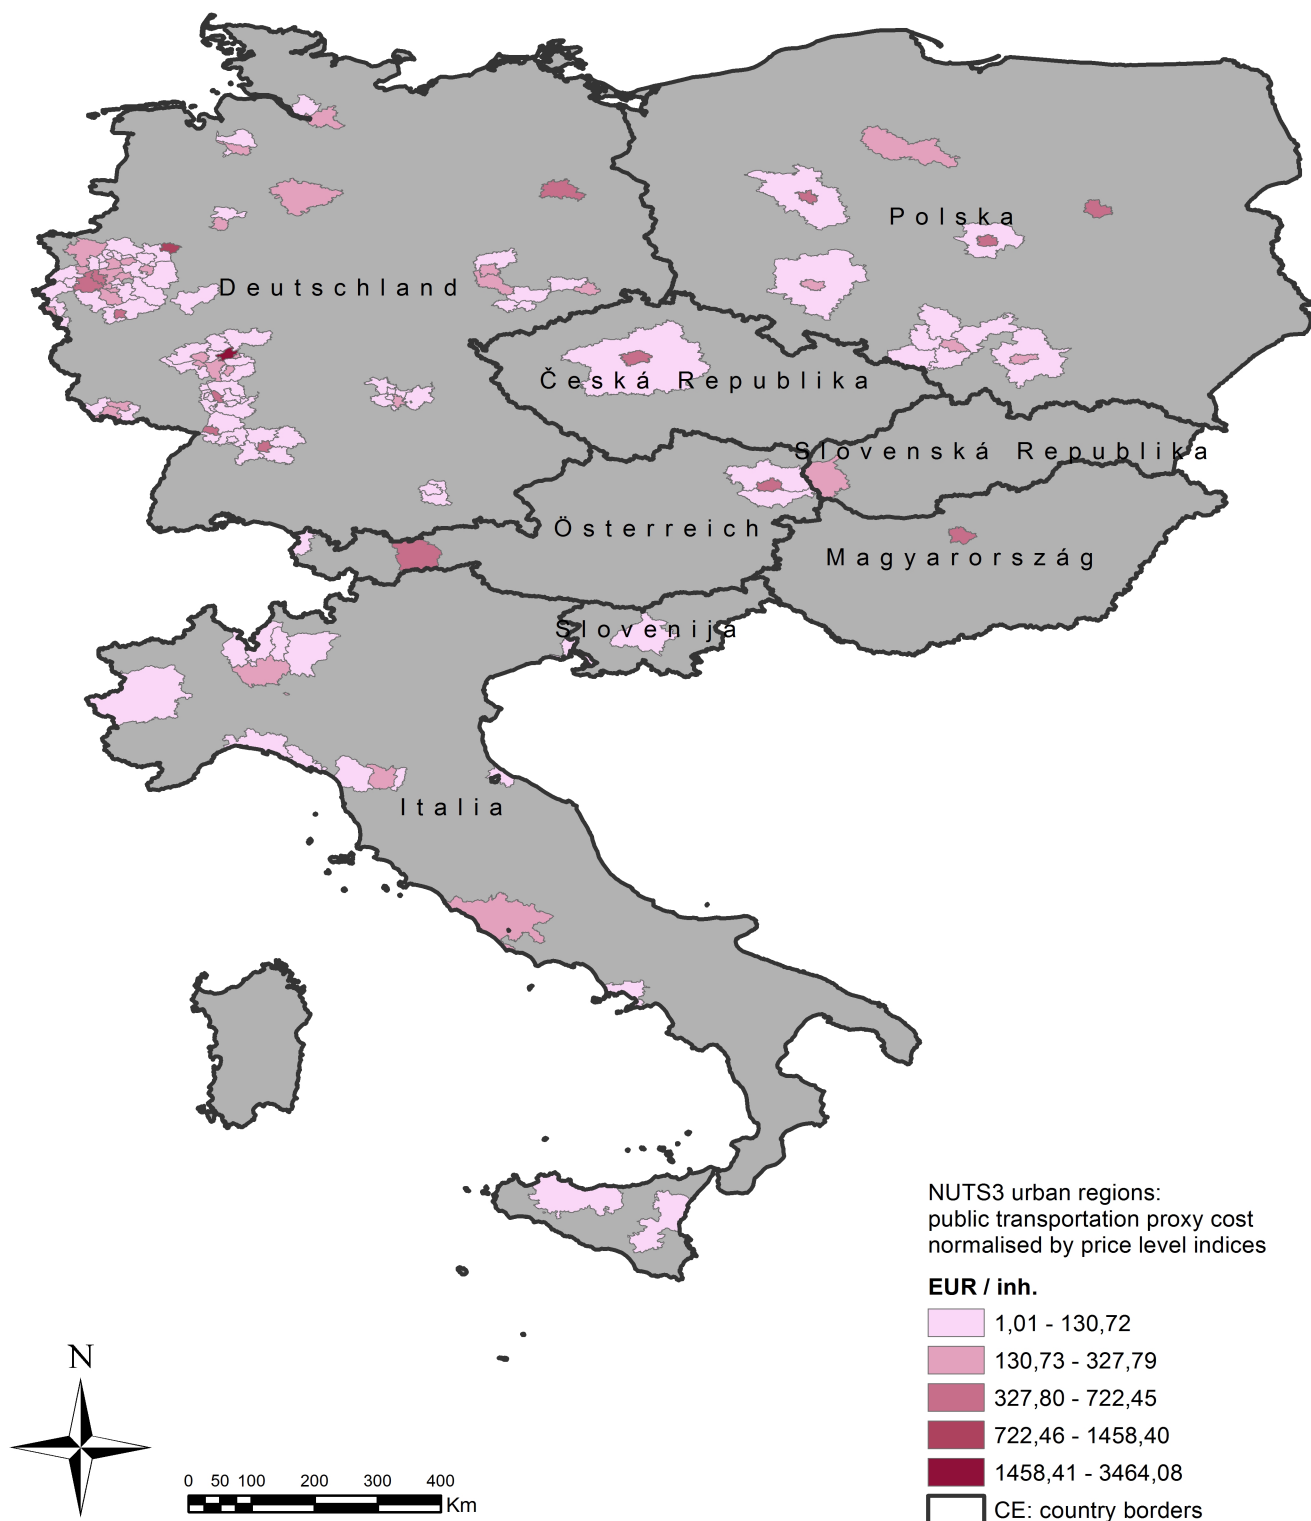 Polska
Deutschland
Česká Republika
Slovenská Republika
Österreich
Magyarország
Slovenija
Italia
NUTS3 urban regions:
public transportation proxy cost
normalised by price level indices
EUR / inh.
1,01 - 130,72
130,73 - 327,79
327,80 - 722,45
722,46 - 1458,40
1458,41 - 3464,08
CE: country borders
N
0 50 100 200 300 400
Km